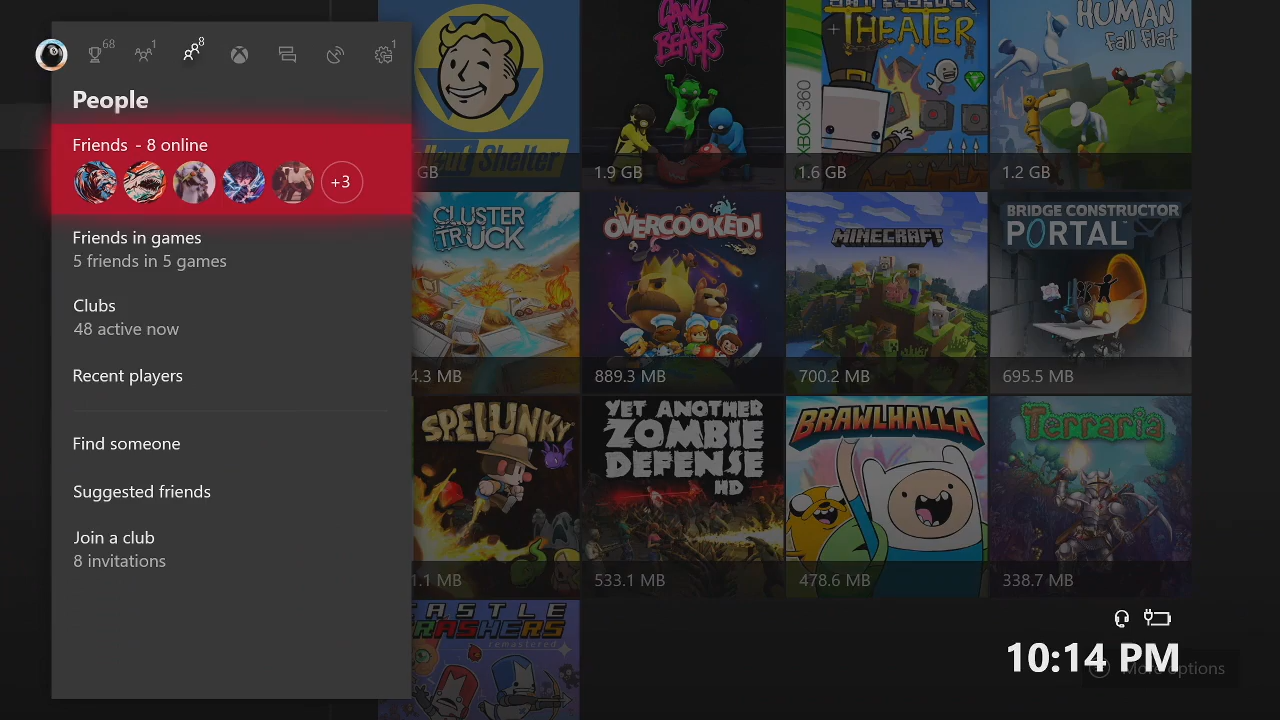 68
1
8
1
People
Friends - 8 online
+3
Friends in games
5 friends in 5 games
Clubs
48 active now
Recent players
Find someone
Suggested friends
Join a club
8 invitations
Shelter
GB
GANG
BEASTS
1.9 GB
XBOX 360
THEATER
1.6 GB
HUMAN
Fall Flat
1.2 GB
CLUSTER
TRUCK
4.3 MB
OVERCOOKED!
889.3 MB
MINECRAFT
700.2 MB
BRIDGE CONSTRUCTOR
PORTAL
695.5 MB
SPELUNKY
1.1 MB
YET ANOTHER
ZOMBIE
DEFENSE
HD
533.1 MB
BRAWLHALLA
478.6 MB
Terraria
338.7 MB
CASTLE
CRASHERS
remastered
10:14 PM
More options